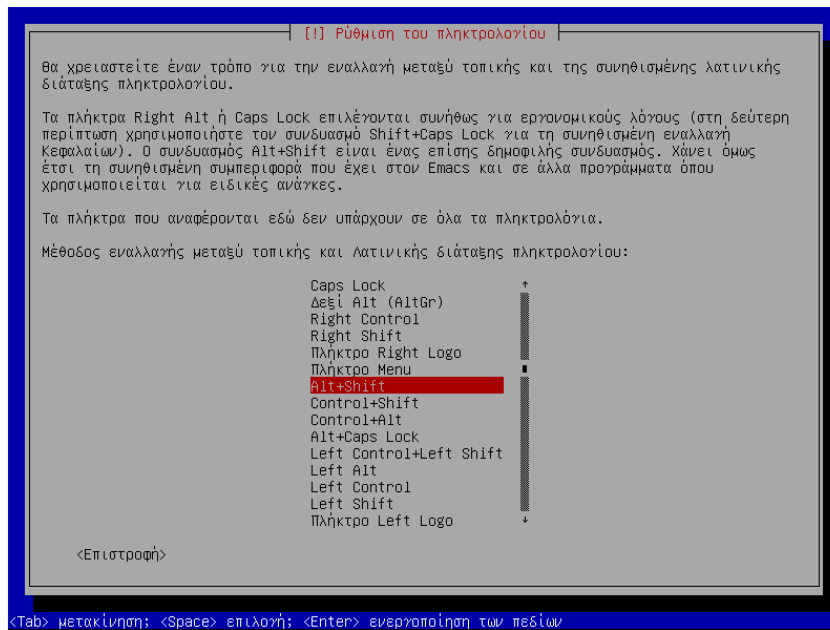 [!] Ρύθμιση του πληκτρολογίου
Θα χρειαστείτε έναν τρόπο για την εναλλαγή μεταξύ τοπικής και της συνηθισμένης λατινικής
διάταξης πληκτρολογίου.
Τα πλήκτρα Right Alt ή Caps Lock επιλέγονται συνήθως για εργονομικούς λόγους (στη δεύτερη
περίπτωση χρησιμοποιήστε τον συνδυασμό Shift+Caps Lock για τη συνηθισμένη εναλλαγή
Κεφαλαίων). Ο συνδυασμός Alt+Shift είναι ένας επίσης δημοφιλής συνδυασμός. Χάνει όμως
έτσι τη συνηθισμένη συμπεριφορά που έχει στον Emacs και σε άλλα προγράμματα όπου
χρησιμοποιείται για ειδικές ανάγκες.
Τα πλήκτρα που αναφέρονται εδώ δεν υπάρχουν σε όλα τα πληκτρολόγια.
Μέθοδος εναλλαγής μεταξύ τοπικής και Λατινικής διάταξης πληκτρολογίου:
Caps Lock
Δεξί Alt (AltGr)
Right Control
Right Shift
Πλήκτρο Right Logo
Πλήκτρο Menu
Alt+Shift
Control+Shift
Control+Alt
Alt+Caps Lock
Left Control+Left Shift
Left Alt
Left Control
Left Shift
Πλήκτρο Left Logo
<Επιστροφή>
<Tab> μετακίνηση; <Space> επιλογή; <Enter> ενεργοποίηση των πεδίων